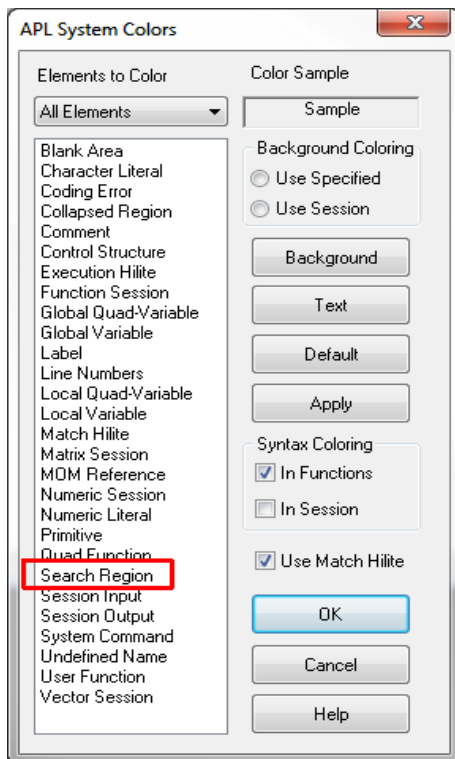 APL System Colors
Elements to Color
All Elements
Blank Area
Character Literal
Coding Error
Collapsed Region
Comment
Control Structure
Execution Hilite
Function Session
Global Quad-Variable
Global Variable
Label
Line Numbers
Local Quad-Variable
Local Variable
Match Hilite
Matrix Session
MOM Reference
Numeric Session
Numeric Literal
Primitive
Quad Function
Search Region
Session Input
Session Output
System Command
Undefined Name
User Function
Vector Session
Color Sample
Sample
Background Coloring
Use Specified
Use Session
Background
Text
Default
Apply
Syntax Coloring
In Functions
In Session
Use Match Hilite
OK
Cancel
Help